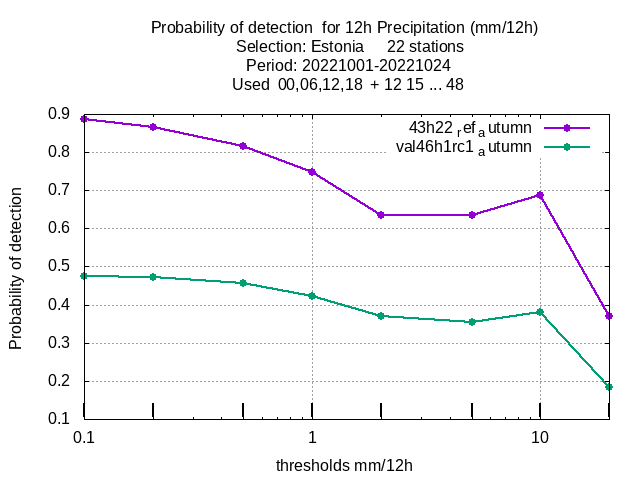 Probability of detection  for 12h Precipitation (mm/12h)
Selection: Estonia     22 stations
Period: 20221001-20221024
Used  00,06,12,18  + 12 15 ... 48
43h22_ref_autumn
val46h1rc1_autumn
0.9
0.8
0.7
0.6
0.5
0.4
0.3
0.2
0.1
Probability of detection
0.1 1 10
thresholds mm/12h